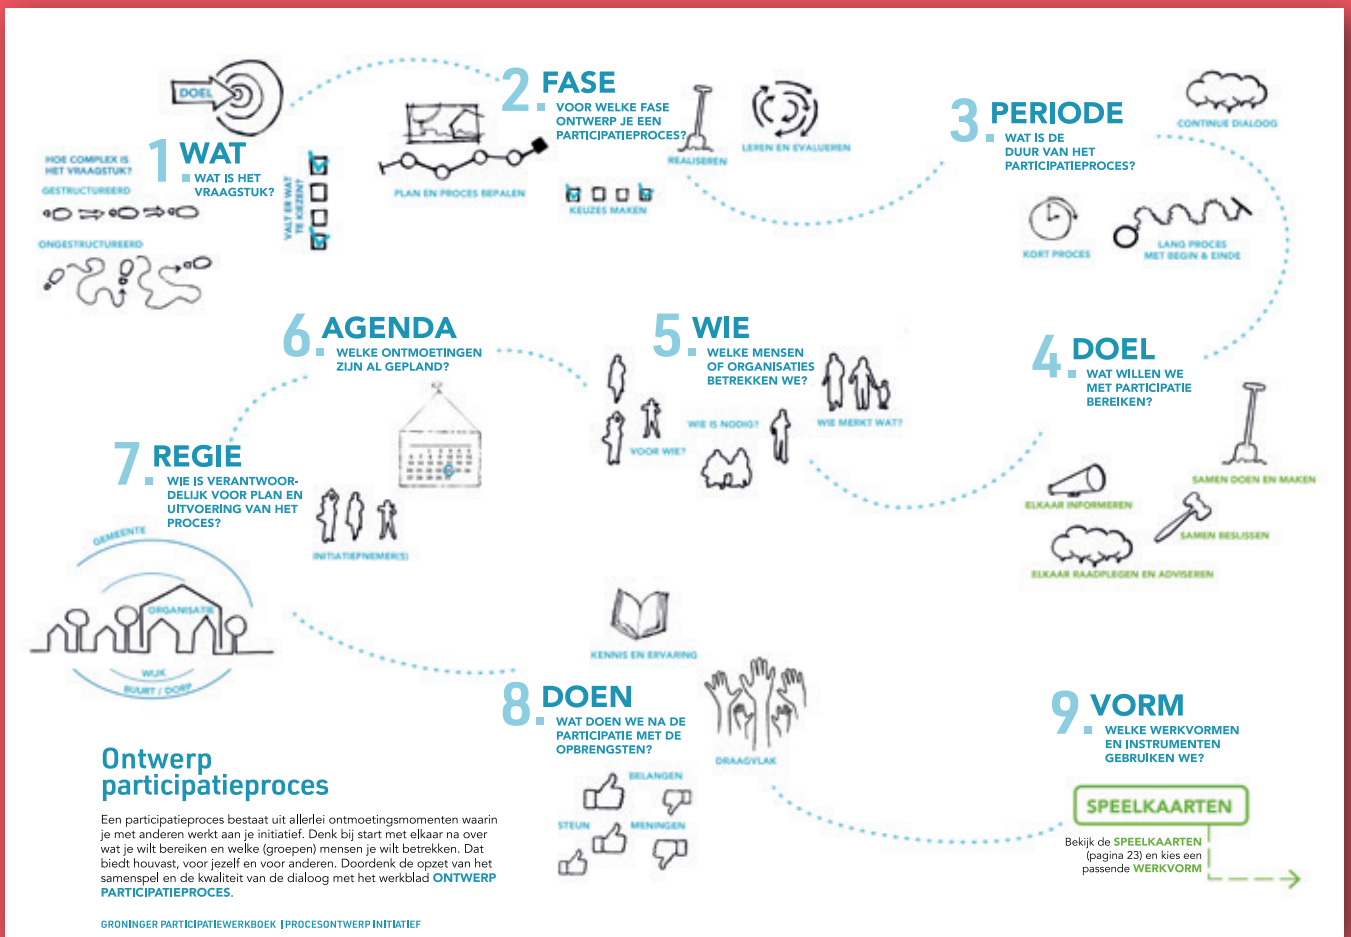 DOEL
1. WAT
WAT IS HET
VRAAGSTUK?
HOE COMPLEX IS
HET VRAAGSTUK?
GESTRUCTUREERD
ONGESTRUCTUREERD
VALT ER WAT
TE KIEZEN?
2. FASE
VOOR WELKE FASE
ONTWERP JE EEN
PARTICIPATIEPROCES?
PLAN EN PROCES BEPALEN
KEUZES MAKEN
REALISEREN
LEREN EN EVALUEREN
3. PERIODE
WAT IS DE
DUUR VAN HET
PARTICIPATIEPROCES?
CONTINUE DIALOOG
KORT PROCES
LANG PROCES
MET BEGIN & EINDE
4. DOEL
WAT WILLEN WE
MET PARTICIPATIE
BEREIKEN?
SAMEN DOEN EN MAKEN
ELKAAR INFORMEREN
SAMEN BESLISSEN
ELKAAR RAADPLEGEN EN ADVISEREN
5. WIE
WELKE MENSEN
OF ORGANISATIES
BETREKKEN WE?
VOOR WIE?
WIE IS NODIG?
WIE MERKT WAT?
6. AGENDA
WELKE ONTMOETINGEN
ZIJN AL GEPLAND?
7. REGIE
WIE IS VERANTWOOR-
DELIJK VOOR PLAN EN
UITVOERING VAN HET
PROCES?
INITIATIEFNEMER(S)
GEMEENTE
ORGANISATIE
WIJK
BUURT / DORP
8. DOEN
WAT DOEN WE NA DE
PARTICIPATIE MET DE
OPBRENGSTEN?
KENNIS EN ERVARING
DRAAGVLAK
BELANGEN
STEUN
MENINGEN
9. VORM
WELKE WERKVORMEN
EN INSTRUMENTEN
GEBRUIKEN WE?
SPEELKAARTEN
Bekijk de SPEELKAARTEN
(pagina 23) en kies een
passende WERKVORM
Ontwerp
participatieproces
Een participatieproces bestaat uit allerlei ontmoetingsmomenten waarin
je met anderen werkt aan je initiatief. Denk bij start met elkaar na over
wat je wilt bereiken en welke (groepen) mensen je wilt betrekken. Dat
biedt houvast, voor jezelf en voor anderen. Doordenk de opzet van het
samenspel en de kwaliteit van de dialoog met het werkblad ONTWERP
PARTICIPATIEPROCES.
GRONINGER PARTICIPATIEWERKBOEK | PROCESONTWERP INITIATIEF